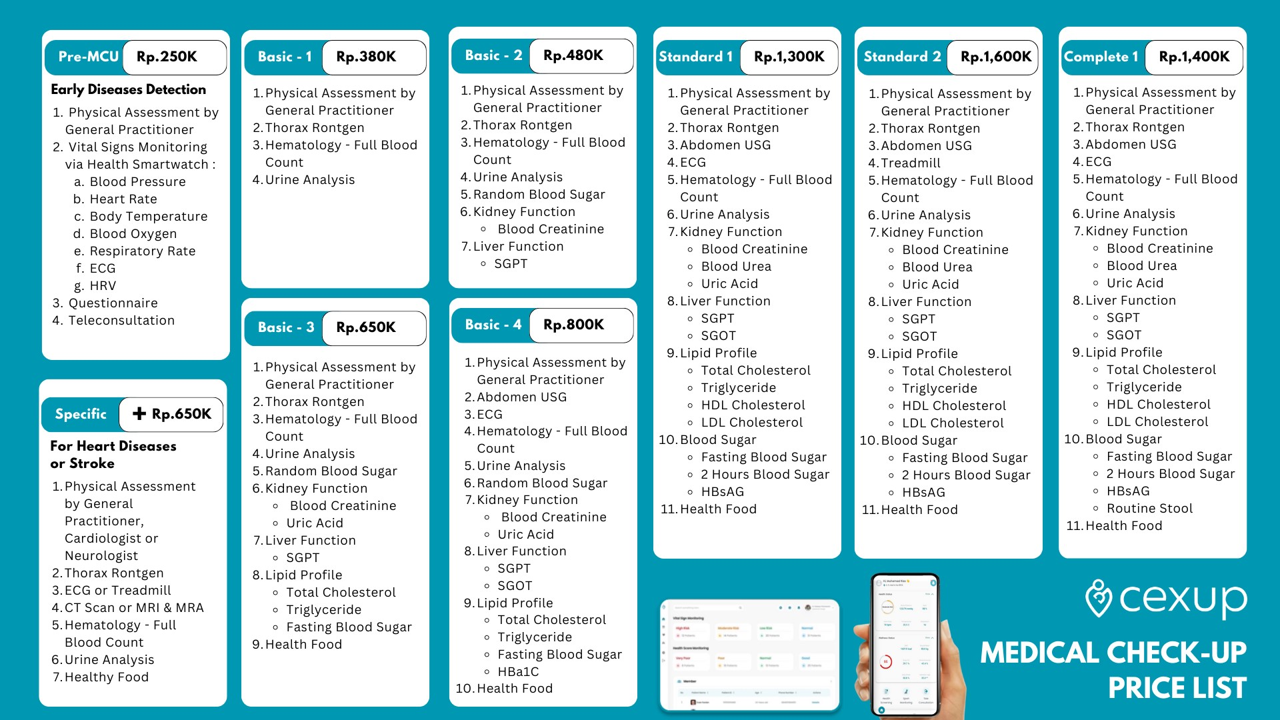 Pre-MCU Rp.250K
Early Diseases Detection
1. Physical Assessment by
General Practitioner
2. Vital Signs Monitoring
via Health Smartwatch :
a. Blood Pressure
b. Heart Rate
c. Body Temperature
d. Blood Oxygen
e. Respiratory Rate
f. ECG
g. HRV
3. Questionnaire
4. Teleconsultation
Specific + Rp.650K
For Heart Diseases
or Stroke
1. Physical Assessment
by General
Practitioner,
Cardiologist or
Neurologist
2. Thorax Rontgen
3. ECG or Treadmill
4. CT Scan or MRI & MRA
5. Hematology - Full
Blood Count
6. Urine Analysis
7. Healthy Food
Basic - 1 Rp.380K
1. Physical Assessment by
General Practitioner
2. Thorax Rontgen
3. Hematology - Full Blood
Count
4. Urine Analysis
Basic - 2 Rp.480K
1. Physical Assessment by
General Practitioner
2. Thorax Rontgen
3. Hematology - Full Blood
Count
4. Urine Analysis
5. Random Blood Sugar
6. Kidney Function
Blood Creatinine
7. Liver Function
SGPT
Basic - 3 Rp.650K
1. Physical Assessment by
General Practitioner
2. Thorax Rontgen
3. Hematology - Full Blood
Count
4. Urine Analysis
5. Random Blood Sugar
6. Kidney Function
Blood Creatinine
Uric Acid
7. Liver Function
SGPT
8. Lipid Profile
Total Cholesterol
Triglyceride
Fasting Blood Sugar
9. Health Food
Basic - 4 Rp.800K
1. Physical Assessment by
General Practitioner
2. Abdomen USG
3. ECG
4. Hematology - Full Blood
Count
5. Urine Analysis
6. Random Blood Sugar
7. Kidney Function
Blood Creatinine
Uric Acid
8. Liver Function
SGPT
SGOT
9. Lipid Profile
Total Cholesterol
Triglyceride
Fasting Blood Sugar
HBa1C
10. Health Food
Standard 1 Rp.1,300K
1. Physical Assessment by
General Practitioner
2. Thorax Rontgen
3. Abdomen USG
4. ECG
5. Hematology - Full Blood
Count
6. Urine Analysis
7. Kidney Function
Blood Creatinine
Blood Urea
Uric Acid
8. Liver Function
SGPT
SGOT
9. Lipid Profile
Total Cholesterol
Triglyceride
HDL Cholesterol
LDL Cholesterol
10. Blood Sugar
Fasting Blood Sugar
2 Hours Blood Sugar
HBsAG
11. Health Food
Standard 2 Rp.1,600K
1. Physical Assessment by
General Practitioner
2. Thorax Rontgen
3. Abdomen USG
4. Treadmill
5. Hematology - Full Blood
Count
6. Urine Analysis
7. Kidney Function
Blood Creatinine
Blood Urea
Uric Acid
8. Liver Function
SGPT
SGOT
9. Lipid Profile
Total Cholesterol
Triglyceride
HDL Cholesterol
LDL Cholesterol
10. Blood Sugar
Fasting Blood Sugar
2 Hours Blood Sugar
HBsAG
11. Health Food
Complete 1 Rp.1,400K
1. Physical Assessment by
General Practitioner
2. Thorax Rontgen
3. Abdomen USG
4. ECG
5. Hematology - Full Blood
Count
6. Urine Analysis
7. Kidney Function
Blood Creatinine
Blood Urea
Uric Acid
8. Liver Function
SGPT
SGOT
9. Lipid Profile
Total Cholesterol
Triglyceride
HDL Cholesterol
LDL Cholesterol
10. Blood Sugar
Fasting Blood Sugar
2 Hours Blood Sugar
HBsAG
Routine Stool
11. Health Food
cexup
MEDICAL CHECK-UP
PRICE LIST